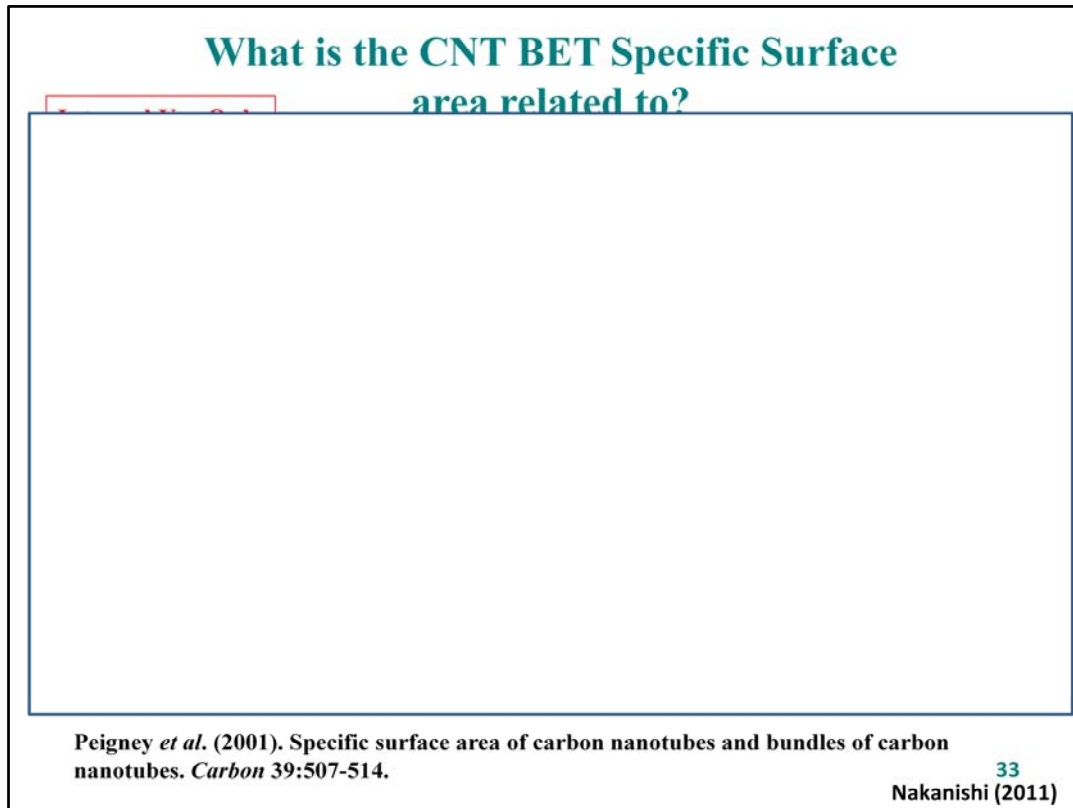 What is the CNT BET Specific Surface
area related to?
Peigney et al. (2001). Specific surface area of carbon nanotubes and bundles of carbon
nanotubes. Carbon 39:507-514.
33
Nakanishi (2011)